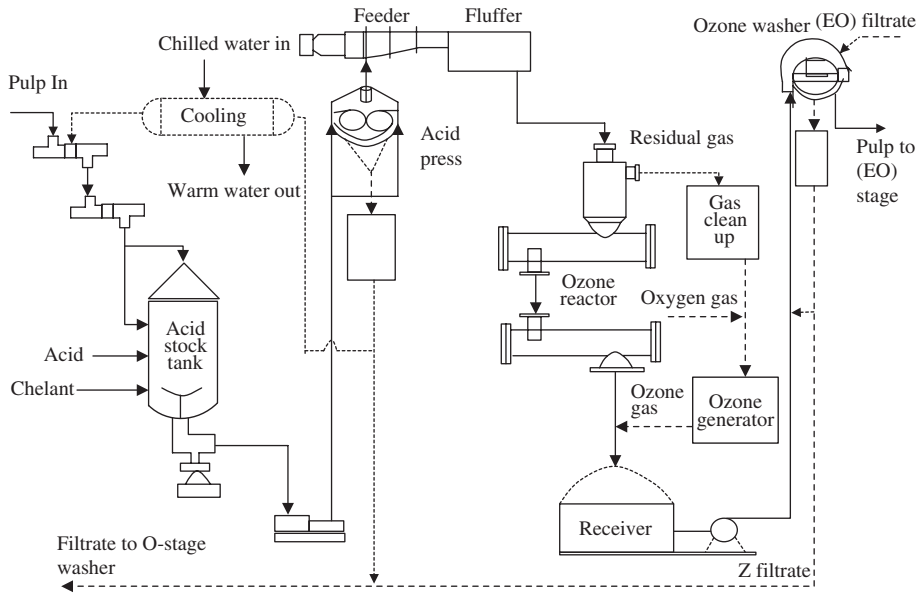 Feeder
Fluffer
Ozone washer
(EO) filtrate
Chilled water in
Pulp In
Cooling
Acid
press
Residual gas
Pulp to
(EO)
stage
Warm water out
Gas
clean
up
Ozone
reactor
Oxygen gas
Acid
stock
tank
Acid
Chelant
Ozone
gas
Ozone
generator
Receiver
Filtrate to O-stage
washer
Z filtrate